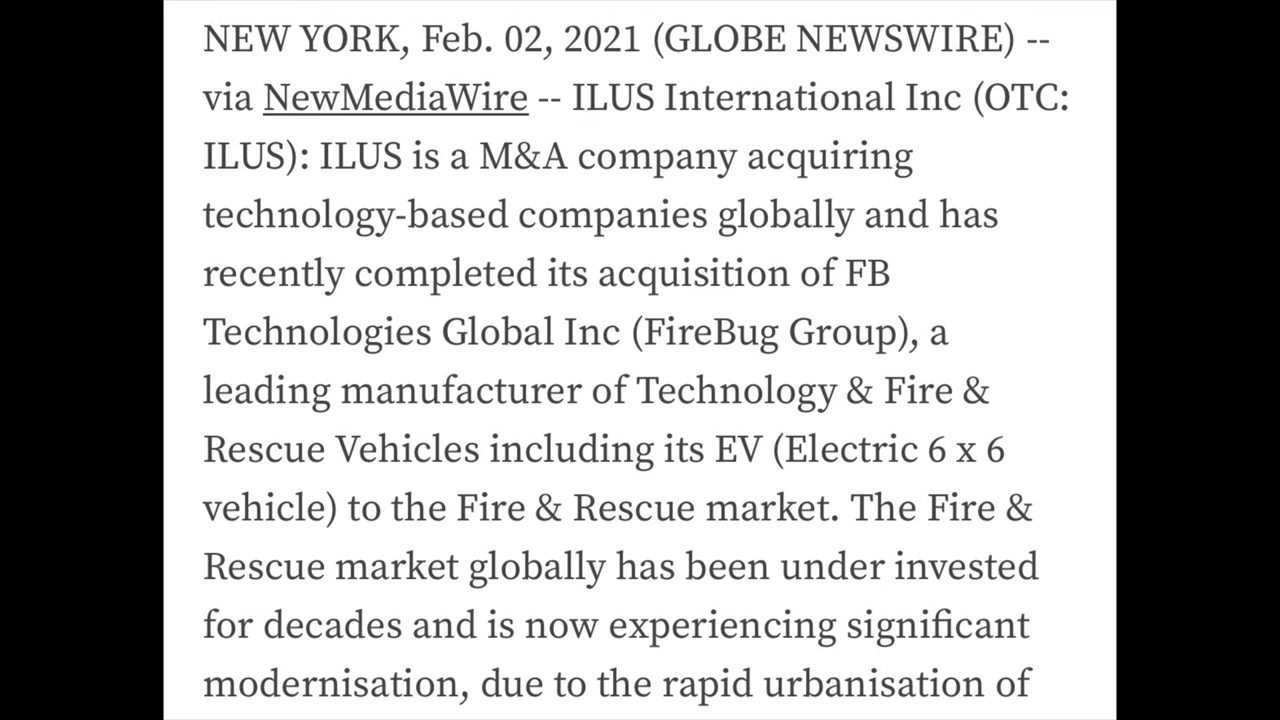 NEW YORK, Feb. 02, 2021 (GLOBE NEWSWIRE) --
via NewMediaWire -- ILUS International Inc (OTC:
ILUS): ILUS is a M&A company acquiring
technology-based companies globally and has
recently completed its acquisition of FB
Technologies Global Inc (FireBug Group), a
leading manufacturer of Technology & Fire &
Rescue Vehicles including its EV (Electric 6 x 6
vehicle) to the Fire & Rescue market. The Fire &
Rescue market globally has been under invested
for decades and is now experiencing significant
modernisation, due to the rapid urbanisation of